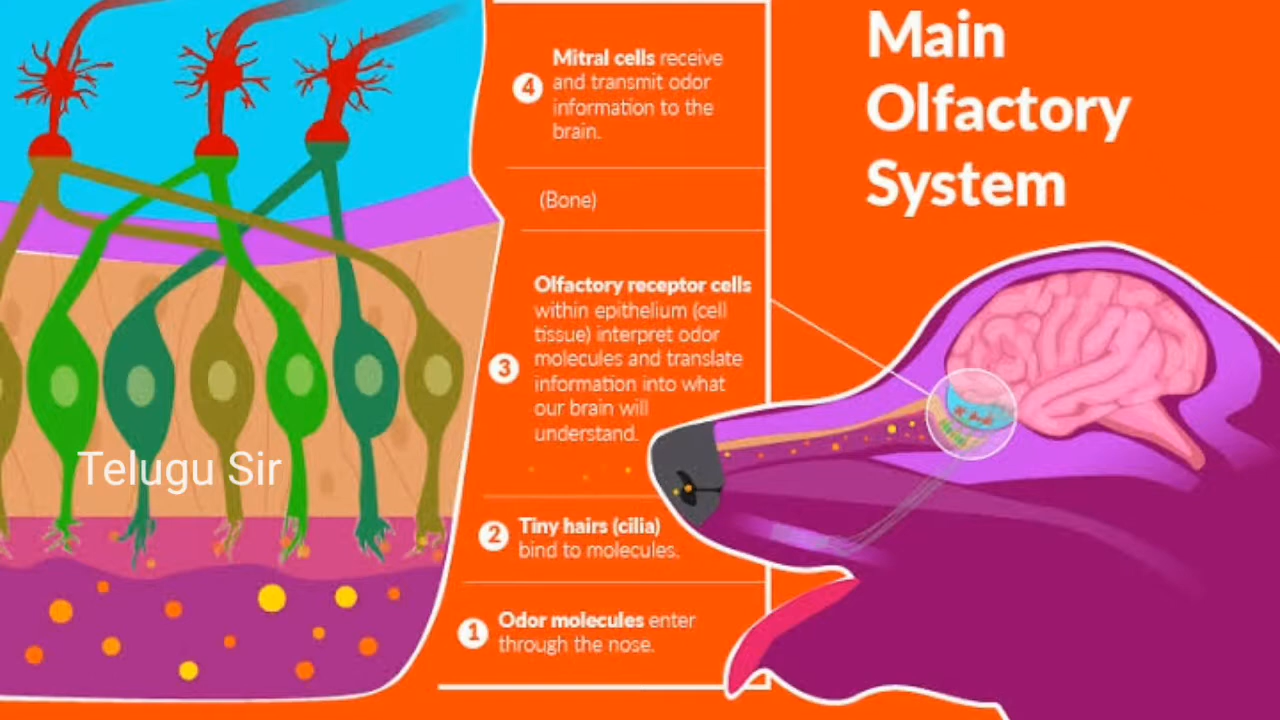 Main
Olfactory
System
4
Mitral cells receive
and transmit odor
information to the
brain.
(Bone)
3
Olfactory receptor cells
within epithelium (cell
tissue) interpret odor
molecules and translate
information into what
our brain will
understand.
2
Tiny hairs (cilia)
bind to molecules.
1
Odor molecules enter
through the nose.
Telugu Sir